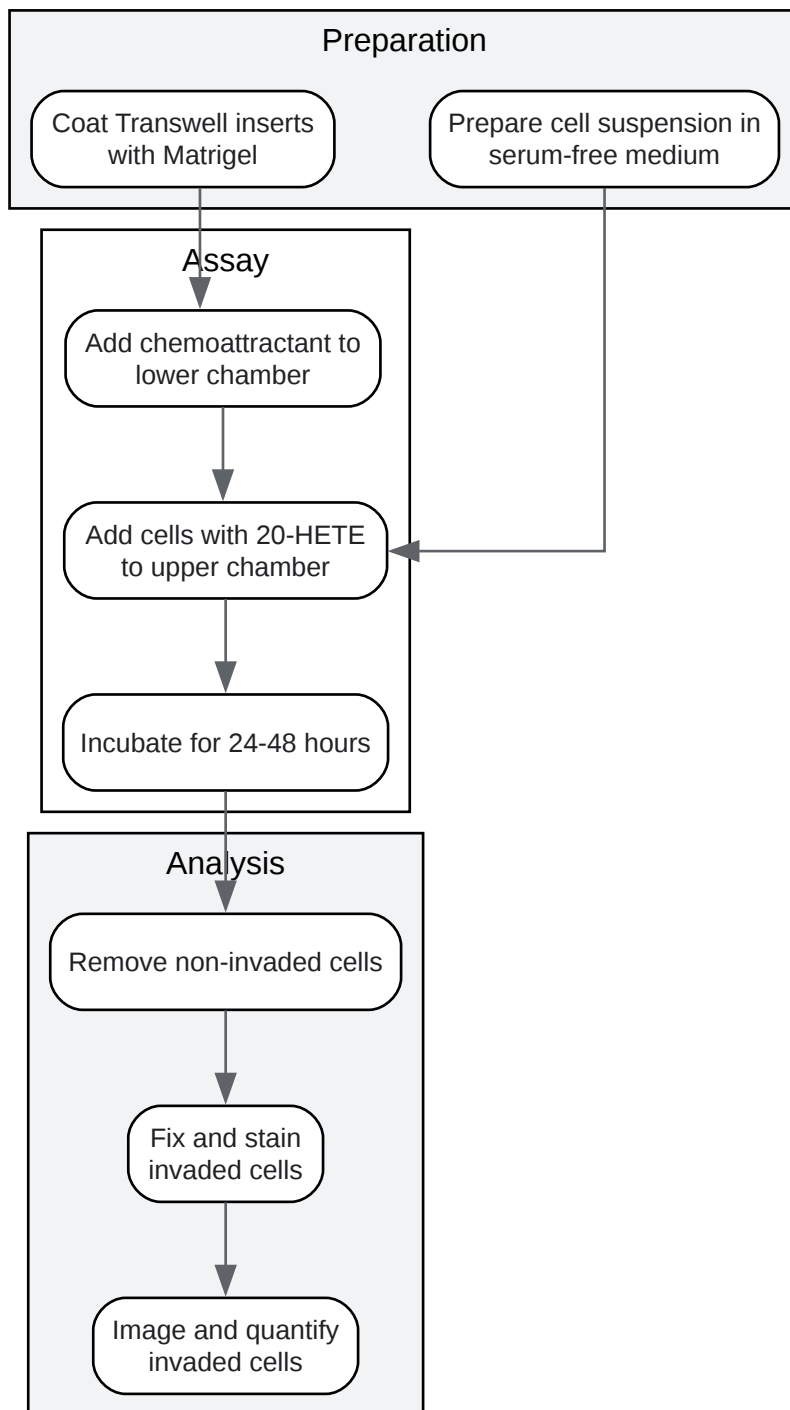 Preparation
Coat Transwell inserts
with Matrigel
Prepare cell suspension in
serum-free medium
Assay
Add chemoattractant to
lower chamber
Add cells with 20-HETE
to upper chamber
Incubate for 24-48 hours
Analysis
Remove non-invaded cells
Fix and stain
invaded cells
Image and quantify
invaded cells